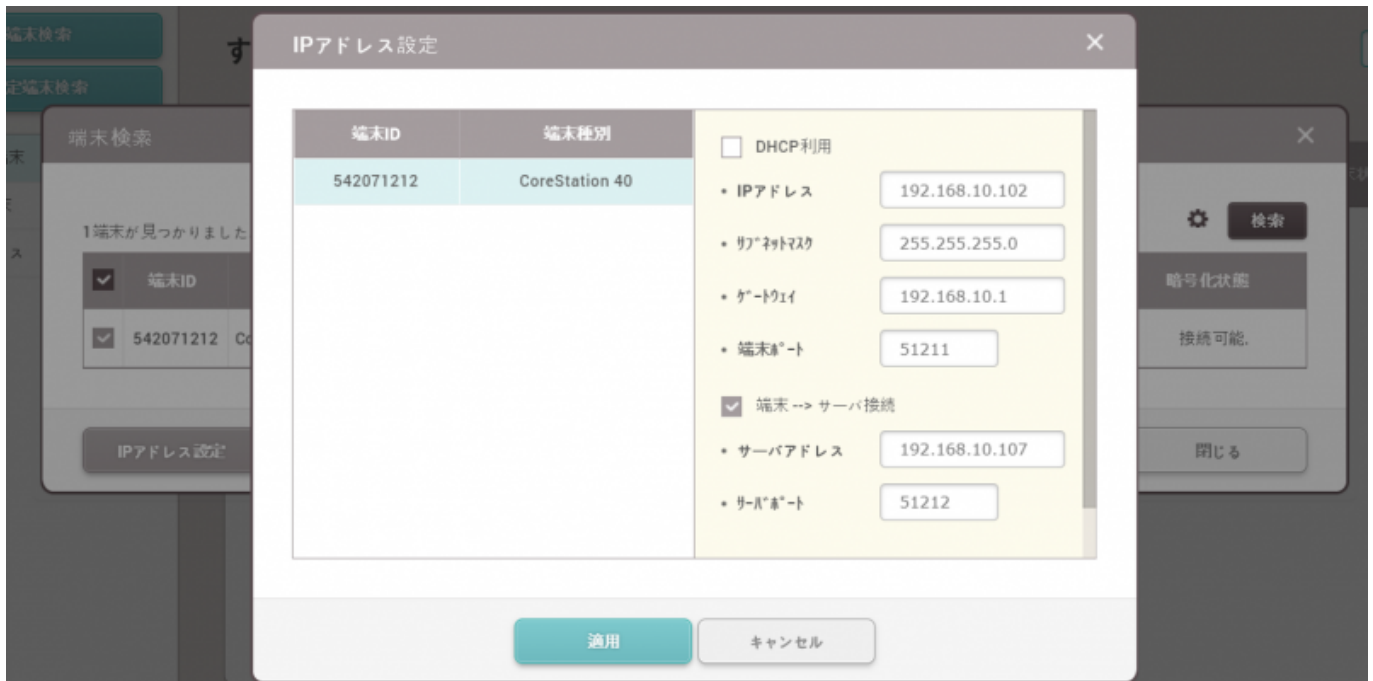 端末検索
定端末検索
す
IPアドレス設定
端末検索
末
ス
1端末が見つかりました
検索
端末ID
暗号化状態
542071212 Co
接続可能.
IPアドレス設定
閉じる
端末ID 端末種別
542071212 CoreStation 40
DHCP利用
• IPアドレス 192.168.10.102
• ｻﾌﾞﾈｯﾄﾏｽｸ 255.255.255.0
• ｹﾞｰﾄｳｪｲ 192.168.10.1
• 端末ﾎﾟｰﾄ 51211
端末 --> サーバ接続
• サーバアドレス 192.168.10.107
• ｻｰﾊﾞﾎﾟｰﾄ 51212
適用
キャンセル